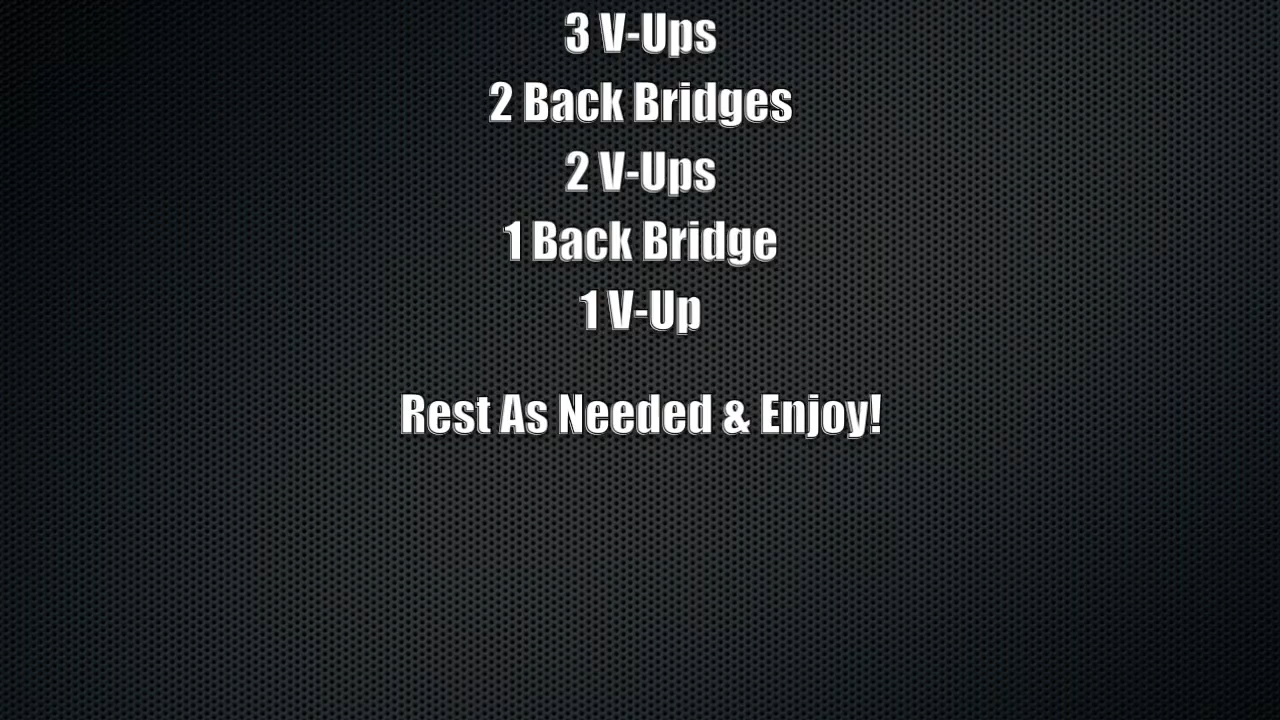 3 V-Ups
2 Back Bridges
2 V-Ups
1 Back Bridge
1 V-Up
Rest As Needed & Enjoy!